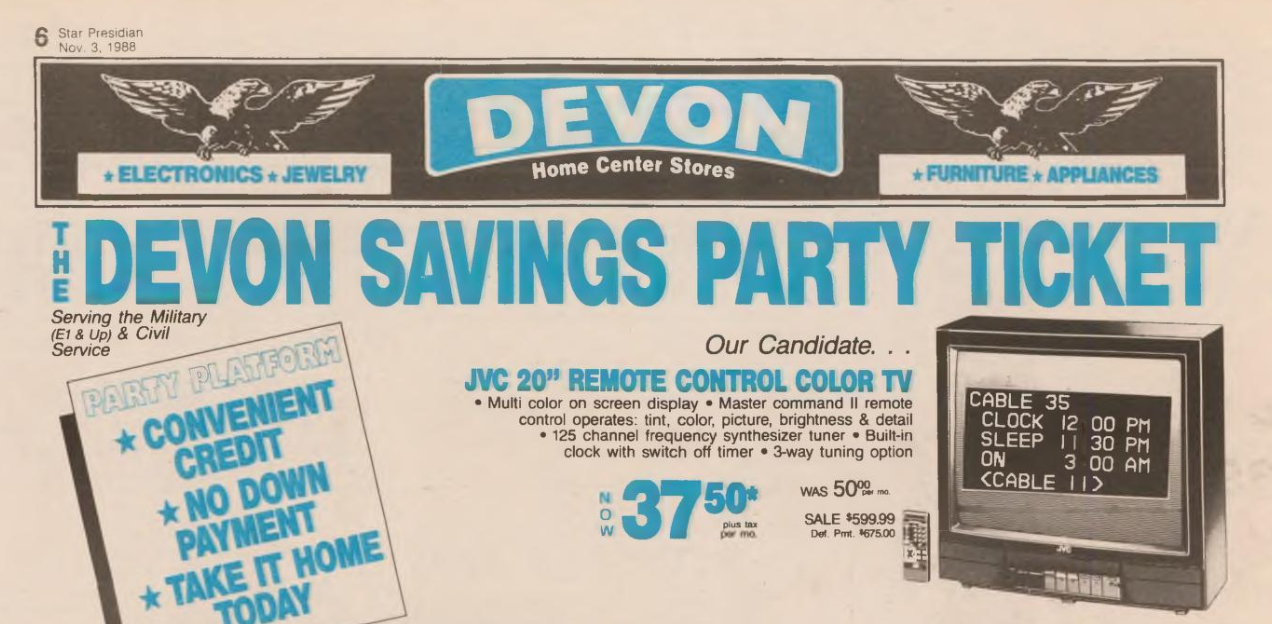 6 Star Presidian
Nov. 3, 1988
★ ELECTRONICS ★ JEWELRY
DEVON
Home Center Stores
★ FURNITURE ★ APPLIANCES
THE DEVON SAVINGS PARTY TICKET
Serving the Military
(E1 & Up) & Civil
Service
PARTY PLATFORM
★ CONVENIENT
CREDIT
★ NO DOWN
PAYMENT
★ TAKE IT HOME
TODAY
Our Candidate. . .
JVC 20” REMOTE CONTROL COLOR TV
• Multi color on screen display • Master command II remote
control operates: tint, color, picture, brightness & detail
• 125 channel frequency synthesizer tuner • Built-in
clock with switch off timer • 3-way tuning option
NOW 37 50* plus tax
per mo.
WAS 50 00 per mo.
SALE $599.99
Def. Pmt. $675.00
CABLE 35
CLOCK 12 00 PM
SLEEP 11 30 PM
ON 3 00 AM
<CABLE 11>
JVC